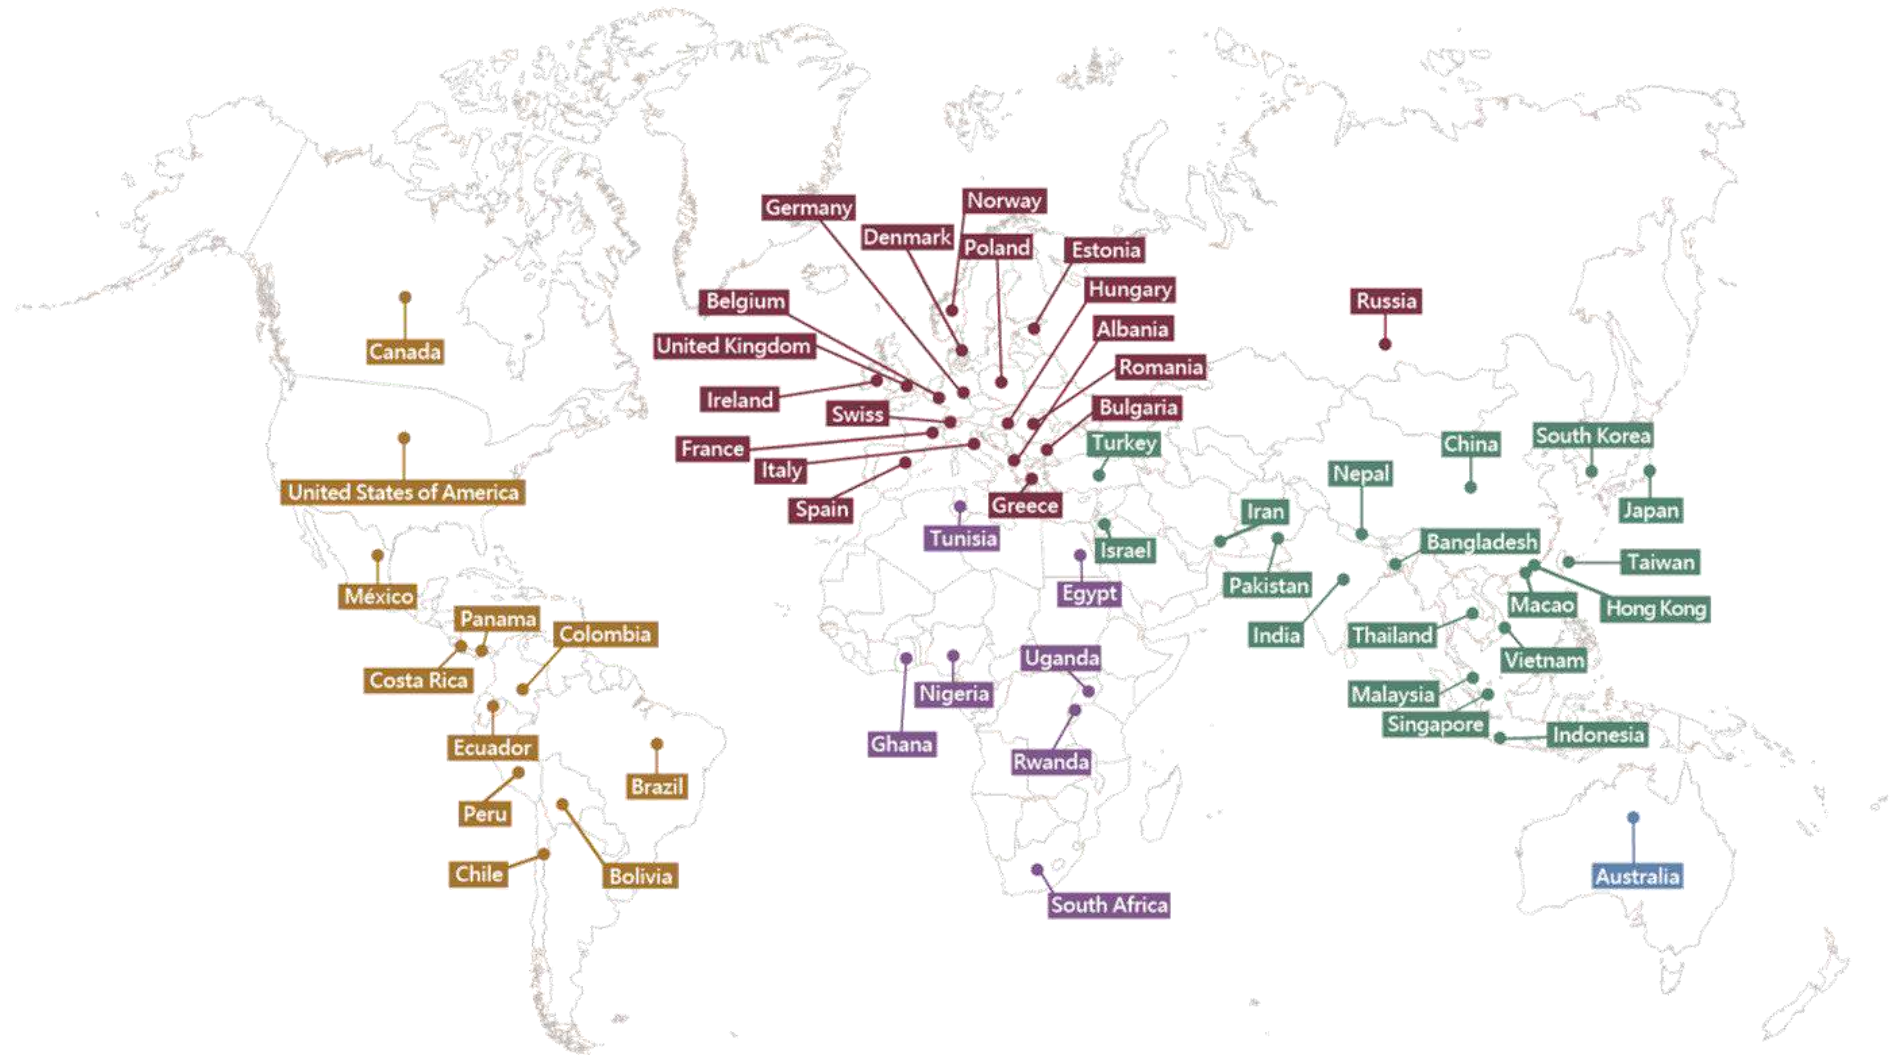 Norway
Germany
Denmark
Poland
Estonia
Hungary
Belgium
Russia
Albania
United Kingdom
Canada
Romania
Ireland
Swiss
Bulgaria
South Korea
Turkey
China
France
Italy
Nepal
United States of America
Spain
Greece
Iran
Japan
Tunisia
Bangladesh
Israel
Taiwan
Pakistan
Egypt
México
Macao
Hong Kong
Panama
Colombia
India
Thailand
Uganda
Vietnam
Costa Rica
Nigeria
Malaysia
Singapore
Indonesia
Ghana
Ecuador
Rwanda
Brazil
Peru
Chile
Bolivia
Australia
South Africa